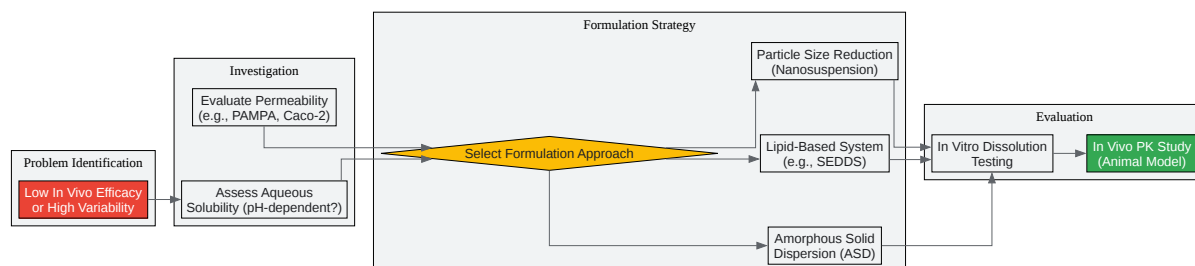 Formulation Strategy
Investigation
Evaluate Permeability
(e.g., PAMPA, Caco-2)
Problem Identification
Low In Vivo Efficacy
or High Variability
Assess Aqueous
Solubility (pH-dependent?)
Select Formulation Approach
Particle Size Reduction
(Nanosuspension)
Lipid-Based System
(e.g., SEDDS)
Amorphous Solid
Dispersion (ASD)
Evaluation
In Vitro Dissolution
Testing
In Vivo PK Study
(Animal Model)